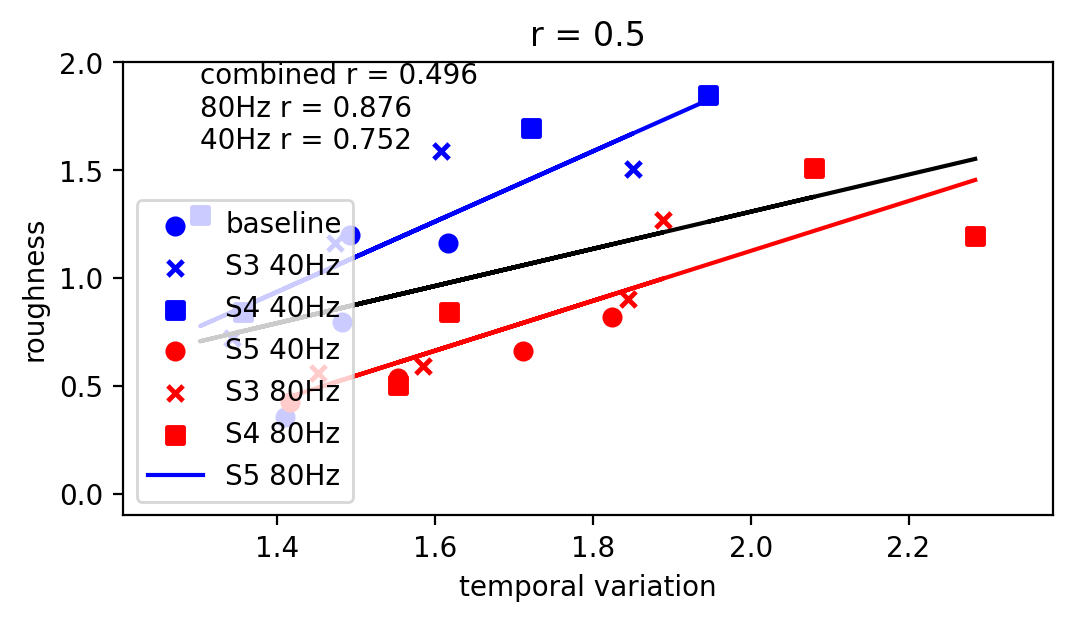 r = 0.5
combined r = 0.496
80Hz r = 0.876
40Hz r = 0.752
baseline
S3 40Hz
S4 40Hz
S5 40Hz
S3 80Hz
S4 80Hz
S5 80Hz
roughness
2.0
1.5
1.0
0.5
0.0
1.4 1.6 1.8 2.0 2.2
temporal variation